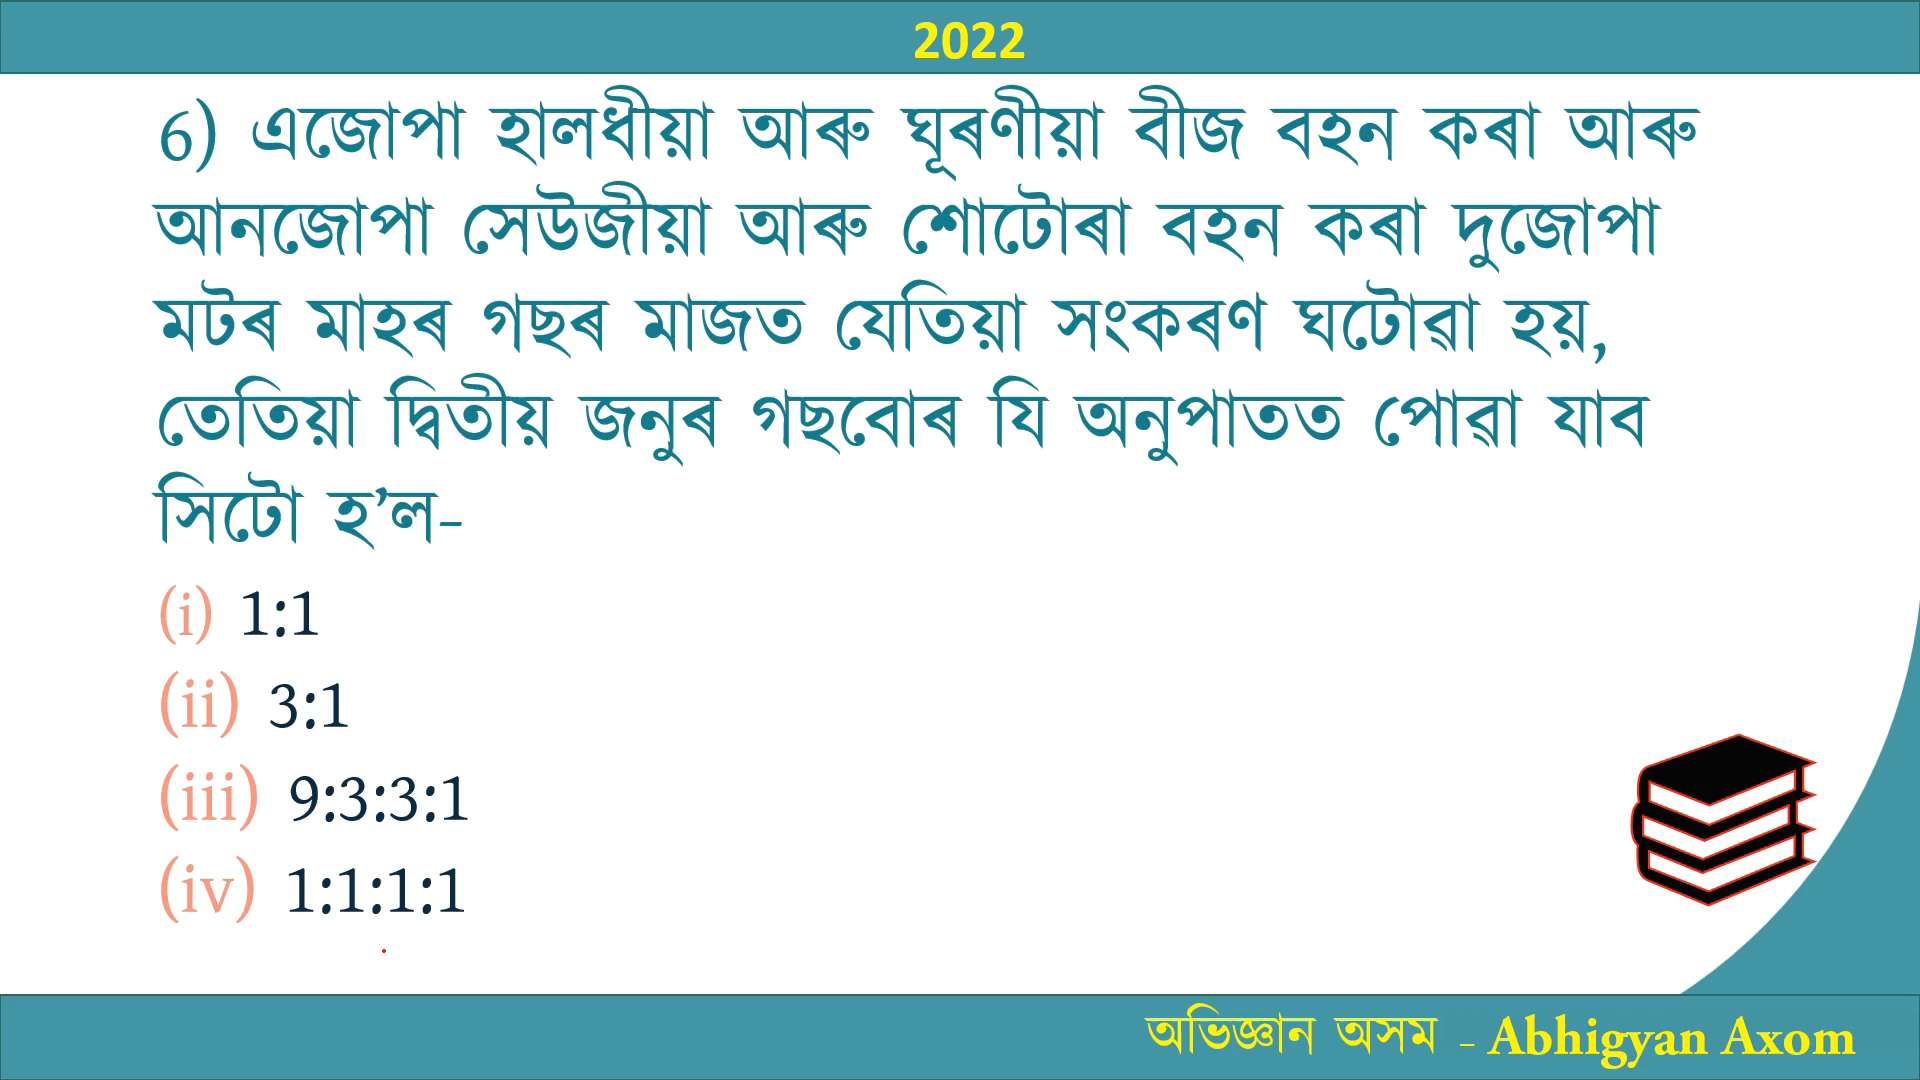 2022
6) এজোপা হালধীয়া আৰু ঘূৰণীয়া বীজ বহন কৰা আৰু
আনজোপা সেউজীয়া আৰু শোটোৰা বহন কৰা দুজোপা
মটৰ মাহৰ গছৰ মাজত যেতিয়া সংকৰণ ঘটোৱা হয়,
তেতিয়া দ্বিতীয় জনুৰ গছবোৰ যি অনুপাতত পোৱা যাব
সিটো হ’ল-
(i) 1:1
(ii) 3:1
(iii) 9:3:3:1
(iv) 1:1:1:1
অভিজ্ঞান অসম - Abhigyan Axom